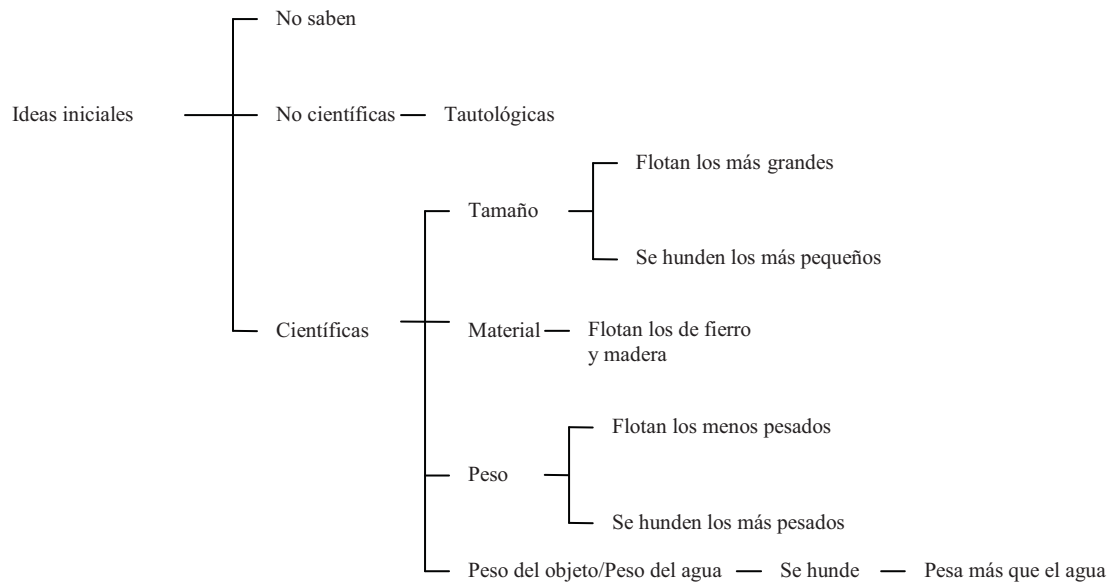 No saben
Ideas iniciales
No científicas
Tautológicas
Flotan los más grandes
Tamaño
Se hunden los más pequeños
Científicas
Material
Flotan los de fierro
y madera
Flotan los menos pesados
Peso
Se hunden los más pesados
Peso del objeto/Peso del agua
Se hunde
Pesa más que el agua